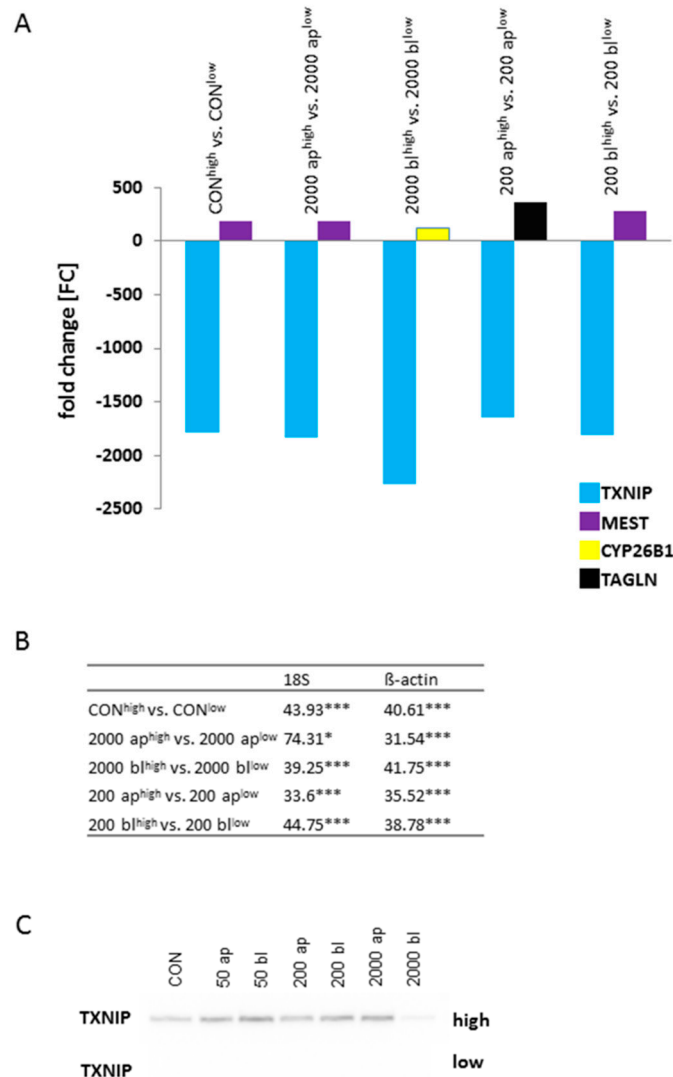 A
CONhigh vs. CONlow
2000 aphigh vs. 2000 aplow
2000 blhigh vs. 2000 bllow
200 aphigh vs. 200 aplow
200 blhigh vs. 200 bllow
fold change [FC]
500
0
-500
-1000
-1500
-2000
-2500
TXNIP
MEST
CYP26B1
TAGLN
B
18S ß-actin
CONhigh vs. CONlow 43.93*** 40.61***
2000 aphigh vs. 2000 aplow 74.31* 31.54***
2000 blhigh vs. 2000 bllow 39.25*** 41.75***
200 aphigh vs. 200 aplow 33.6*** 35.52***
200 blhigh vs. 200 bllow 44.75*** 38.78***
C
CON 50 ap 50 bl 200 ap 200 bl 2000 ap 2000 bl
TXNIP high
TXNIP low